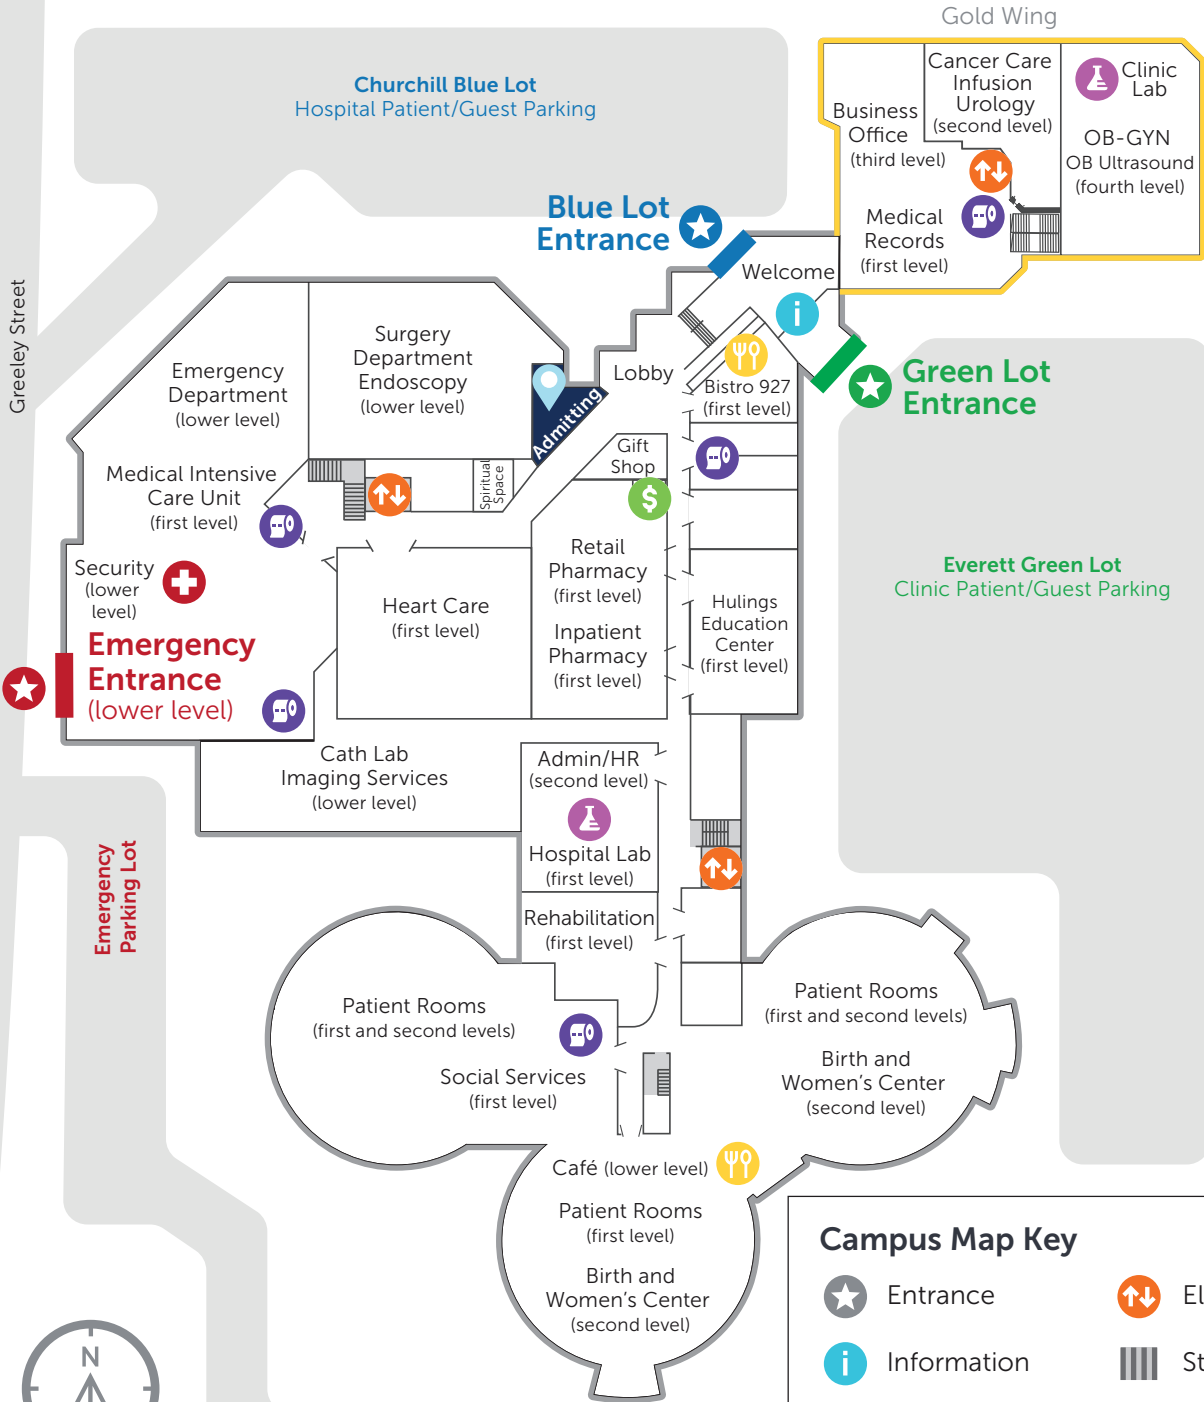 Gold Wing
Churchill Blue Lot
Hospital Patient/Guest Parking
Cancer Care
Infusion
Urology
(second level)
Clinic
Lab
Business
Office
(third level)
OB-GYN
OB Ultrasound
(fourth level)
Medical
Records
(first level)
Blue Lot
Entrance
Welcome
i
Greeley Street
Surgery
Department
Endoscopy
(lower level)
Emergency
Department
(lower level)
Admitting
Lobby
Bistro 927
(first level)
Green Lot
Entrance
Gift
Shop
$
Medical Intensive
Care Unit
(first level)
Spiritual
Space
Retail
Pharmacy
(first level)
Inpatient
Pharmacy
(first level)
Everett Green Lot
Clinic Patient/Guest Parking
Security
(lower
level)
Heart Care
(first level)
Hulings
Education
Center
(first level)
Emergency
Entrance
(lower level)
Cath Lab
Imaging Services
(lower level)
Admin/HR
(second level)
Hospital Lab
(first level)
Emergency
Parking Lot
Rehabilitation
(first level)
Patient Rooms
(first and second levels)
Social Services
(first level)
Patient Rooms
(first and second levels)
Birth and
Women's Center
(second level)
Café (lower level)
Patient Rooms
(first level)
Birth and
Women's Center
(second level)
Campus Map Key
Entrance
El
i
Information
St
N